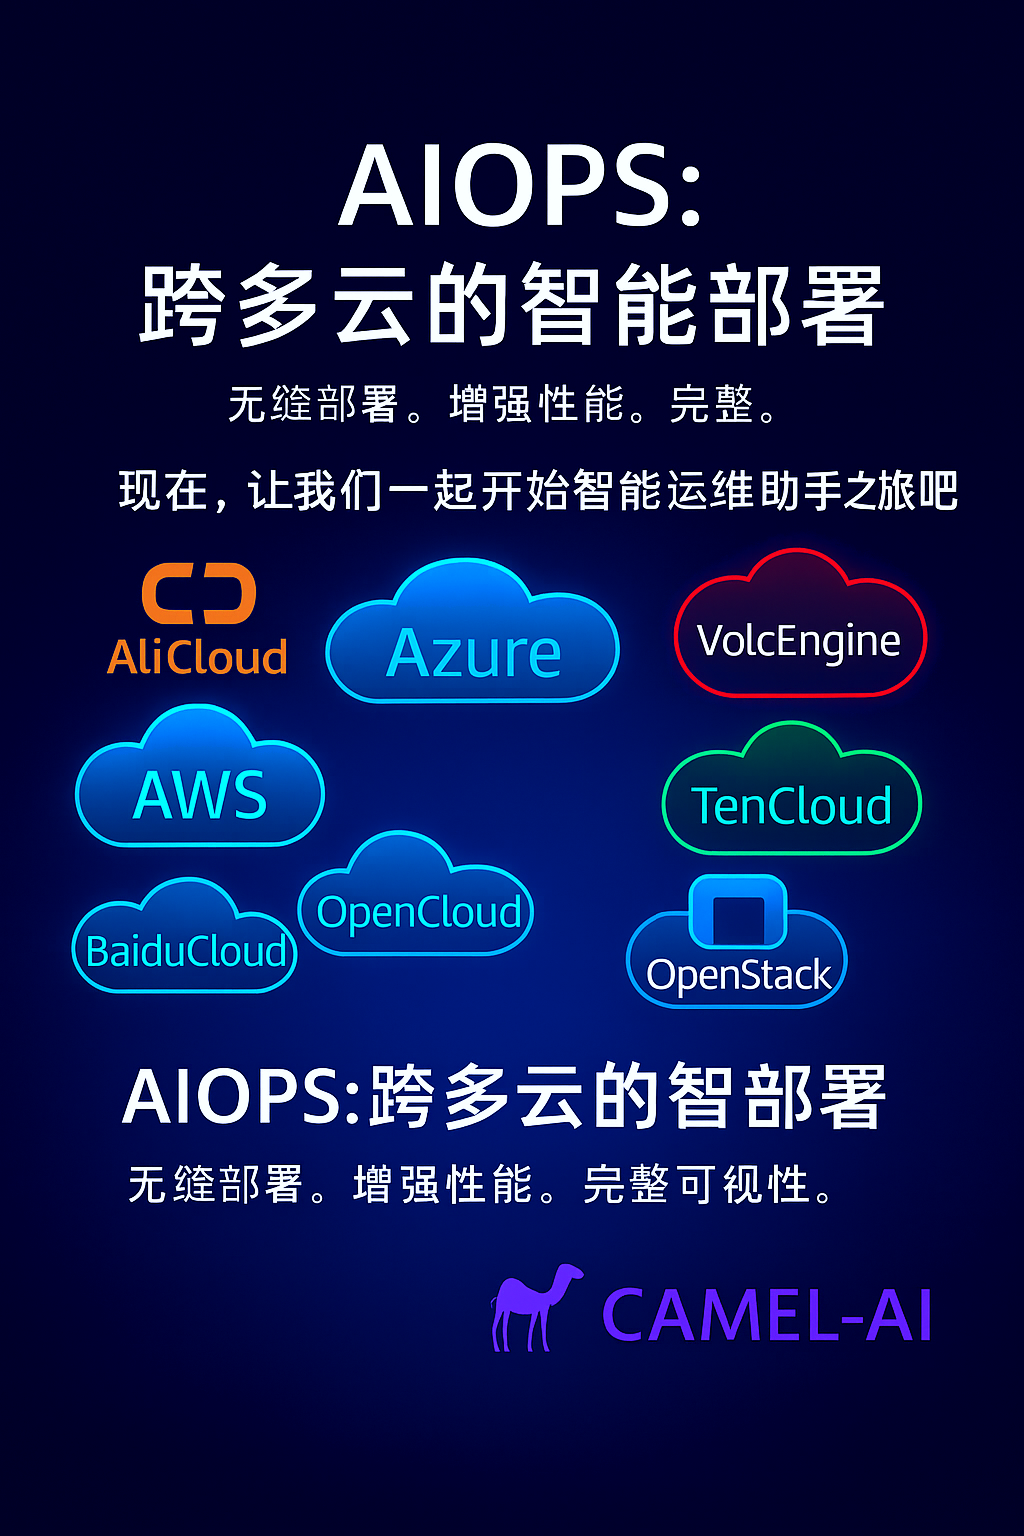 AIOPS:
跨多云的智能部署
无缝部署。增强性能。完整。
现在，让我们一起开始智能运维助手之旅吧
AliCloud
Azure
VolcEngine
AWS
TenCloud
OpenCloud
BaiduCloud
OpenStack
AIOPS:跨多云的智部署
无缝部署。增强性能。完整可视性。
CAMEL-AI